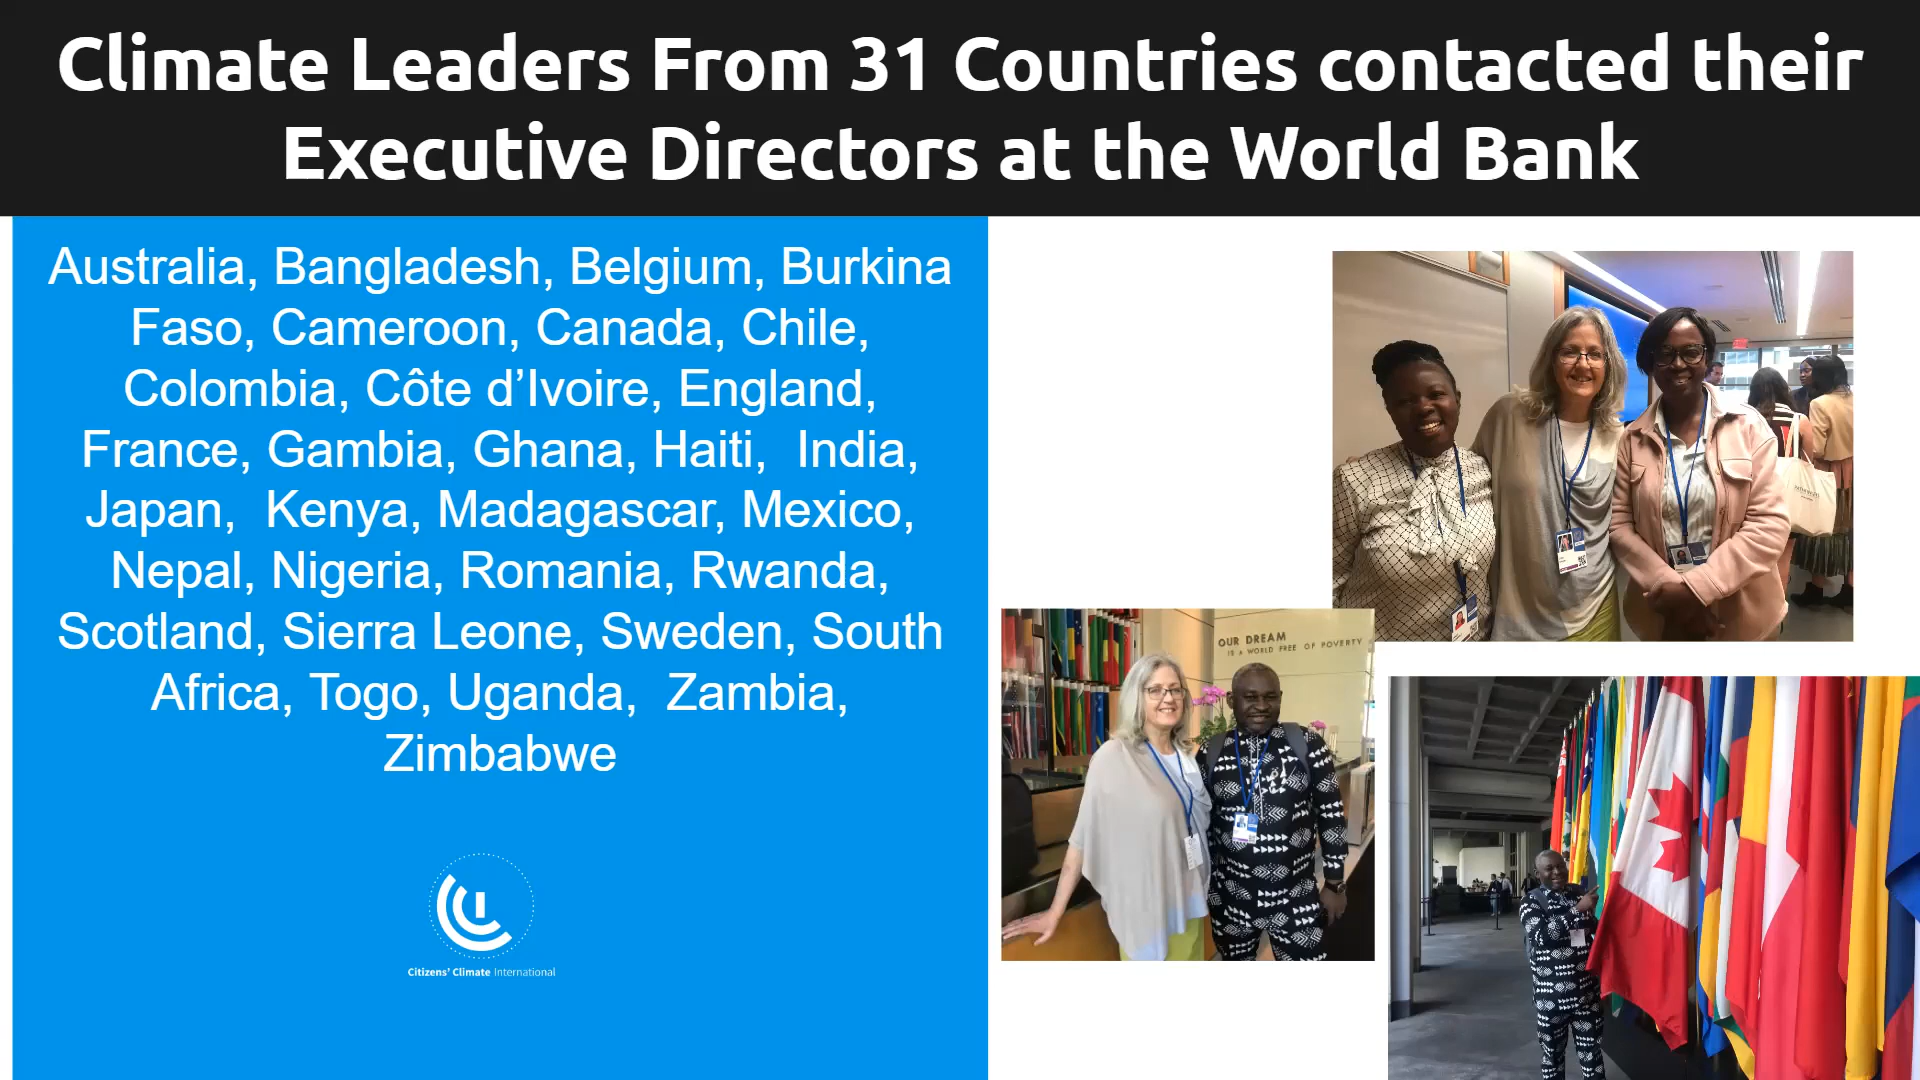 Climate Leaders From 31 Countries contacted their
Executive Directors at the World Bank
Australia, Bangladesh, Belgium, Burkina
Faso, Cameroon, Canada, Chile,
Colombia, Côte d’Ivoire, England,
France, Gambia, Ghana, Haiti,  India,
Japan,  Kenya, Madagascar, Mexico,
Nepal, Nigeria, Romania, Rwanda,
Scotland, Sierra Leone, Sweden, South
Africa, Togo, Uganda,  Zambia,
Zimbabwe
Citizens’ Climate International
OUR DREAM
IS A WORLD FREE OF POVERTY